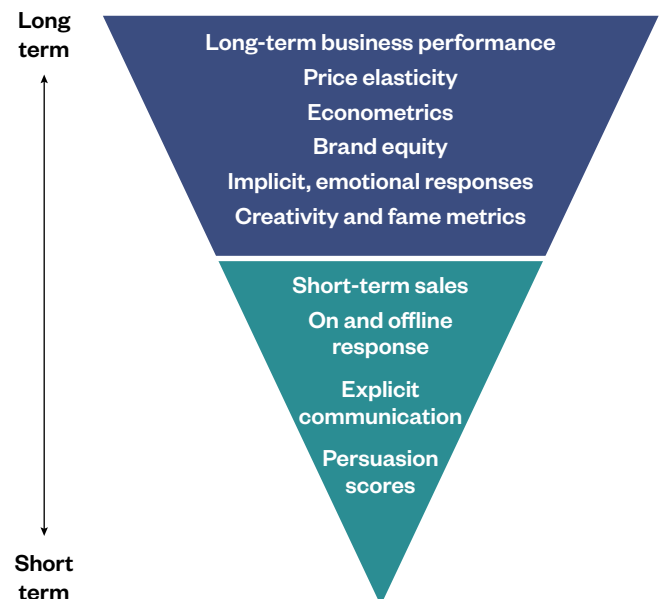 Long
term
Long-term business performance
Price elasticity
Econometrics
Brand equity
Implicit, emotional responses
Creativity and fame metrics
Short-term sales
On and offline
response
Explicit
communication
Persuasion
scores
Short
term